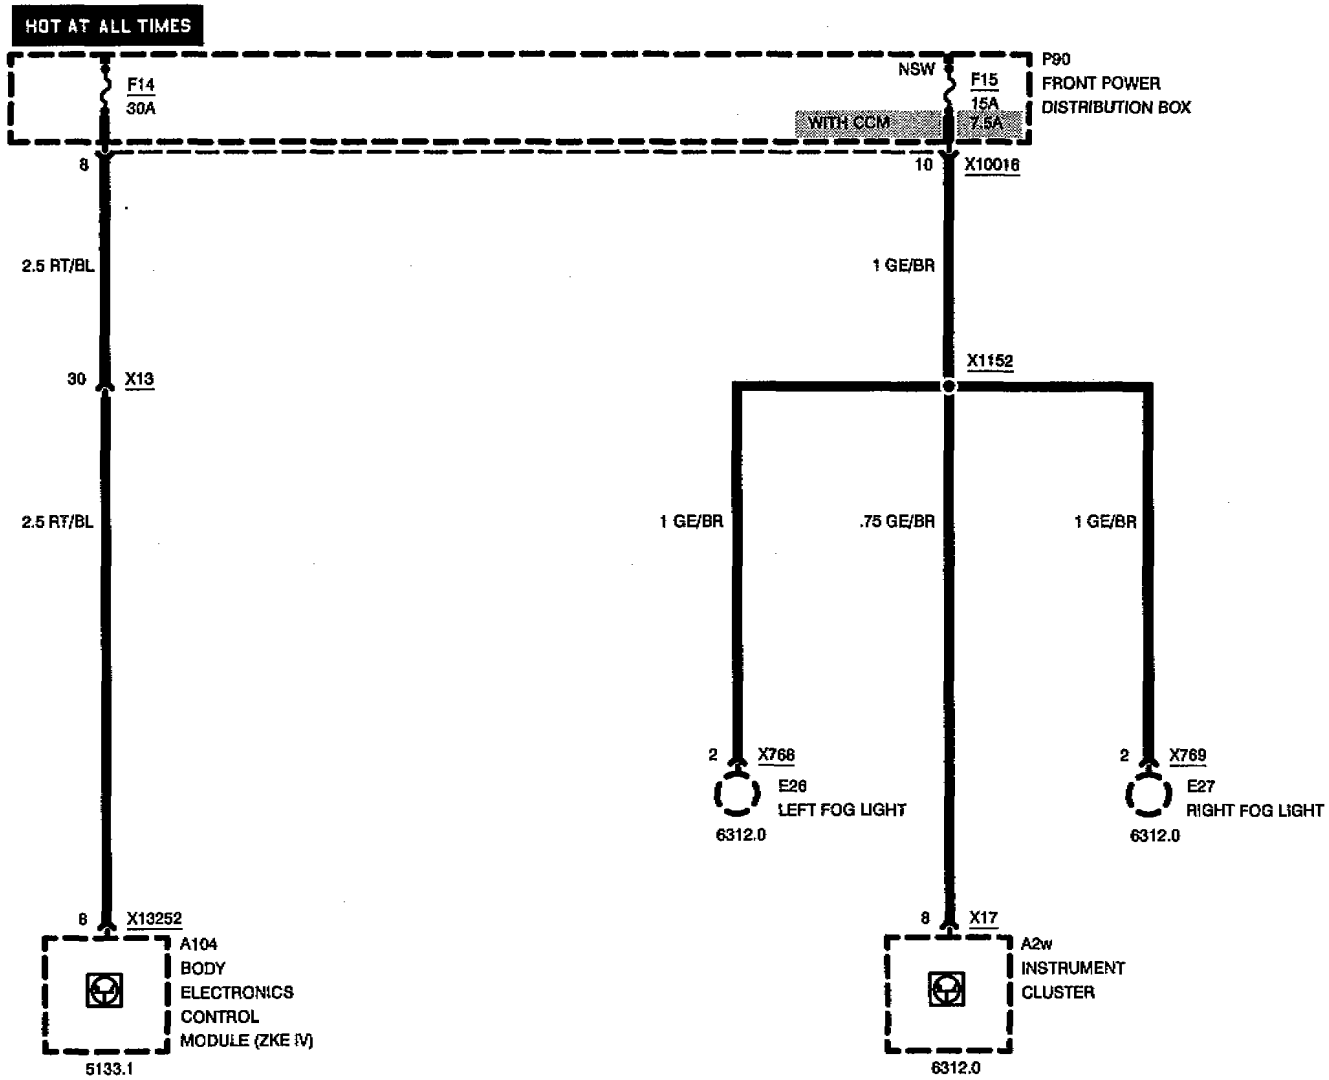 HOT AT ALL TIMES
F14
30A
NSW
F15
15A
WITH CCM
7.5A
P90
FRONT POWER
DISTRIBUTION BOX
8
10
X10016
2.5 RT/BL
1 GE/BR
30
X13
X1152
2.5 RT/BL
1 GE/BR
.75 GE/BR
1 GE/BR
2
X768
E26
LEFT FOG LIGHT
6312.0
2
X769
E27
RIGHT FOG LIGHT
6312.0
6
X13252
A104
BODY
ELECTRONICS
CONTROL
MODULE (ZKE IV)
5133.1
8
X17
A2w
INSTRUMENT
CLUSTER
6312.0